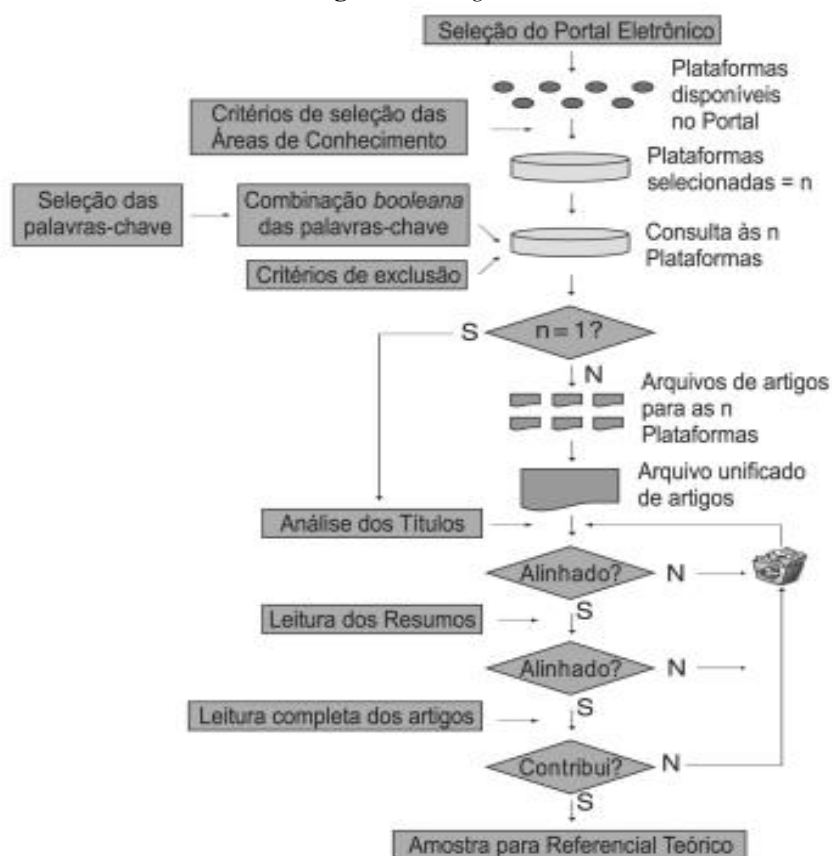 Seleção do Portal Eletrônico
Plataformas
disponíveis
no Portal
Critérios de seleção das
Áreas de Conhecimento
Plataformas
selecionadas = n
Seleção das
palavras-chave
Combinação booleana
das palavras-chave
Critérios de exclusão
Consulta às n
Plataformas
n = 1?
S
N
Arquivos de artigos
para as n
Plataformas
Arquivo unificado
de artigos
Análise dos Títulos
Alinhado?
N
S
Leitura dos Resumos
Alinhado?
N
S
Leitura completa dos artigos
Contribui?
N
S
Amostra para Referencial Teórico